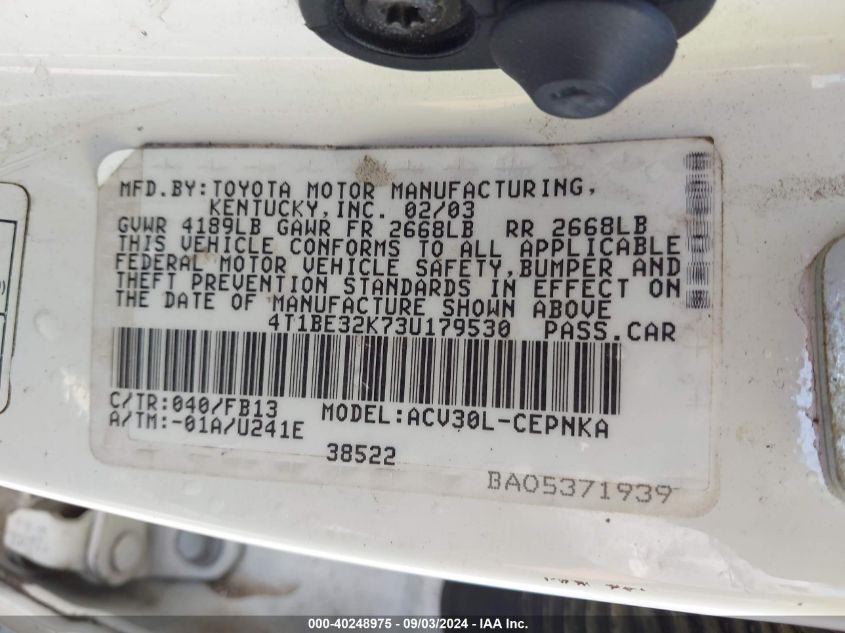 MFD.BY:TOYOTA MOTOR MANUFACTURING,
KENTUCKY,INC. 02/03
GVWR 4189LB GAWR FR 2668LB RR 2668LB
THIS VEHICLE CONFORMS TO ALL APPLICABLE
FEDERAL MOTOR VEHICLE SAFETY,BUMPER AND
THEFT PREVENTION STANDARDS IN EFFECT ON
THE DATE OF MANUFACTURE SHOWN ABOVE
4T1BE32K73U179530 PASS.CAR
C/TR:040/FB13 MODEL:ACV30L-CEPNKA
A/TM:-01A/U241E
38522
BA05371939
000-40248975 - 09/03/2024 - IAA Inc.